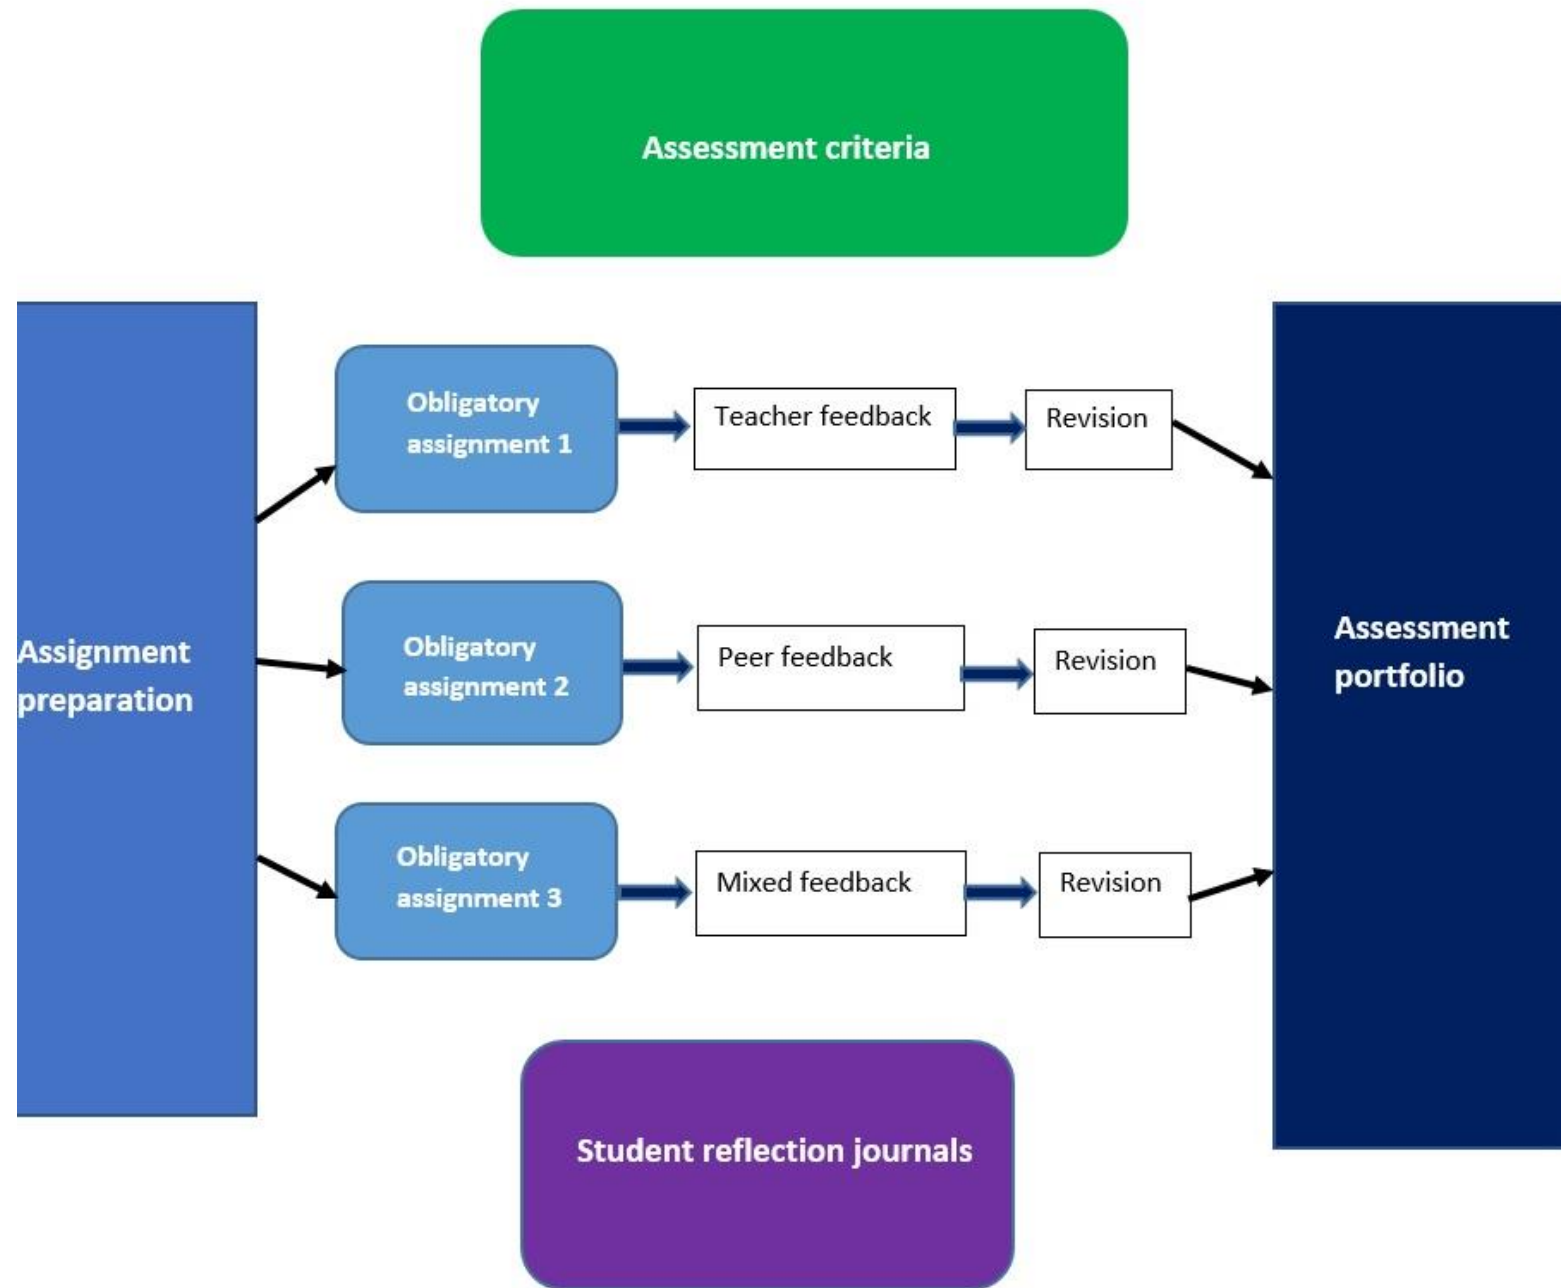 Assessment criteria
Assignment
preparation
Obligatory
assignment 1
Teacher feedback
Revision
Obligatory
assignment 2
Peer feedback
Revision
Obligatory
assignment 3
Mixed feedback
Revision
Assessment
portfolio
Student reflection journals